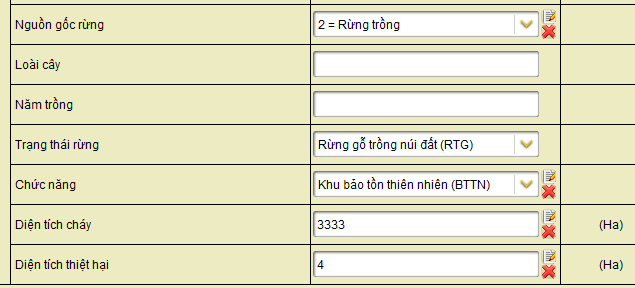 Nguồn gốc rừng 2 = Rừng trồng
Loài cây
Năm trồng
Trạng thái rừng Rừng gỗ trồng núi đất (RTG)
Chức năng Khu bảo tồn thiên nhiên (BTTN)
Diện tích cháy 3333 (Ha)
Diện tích thiệt hại 4 (Ha)